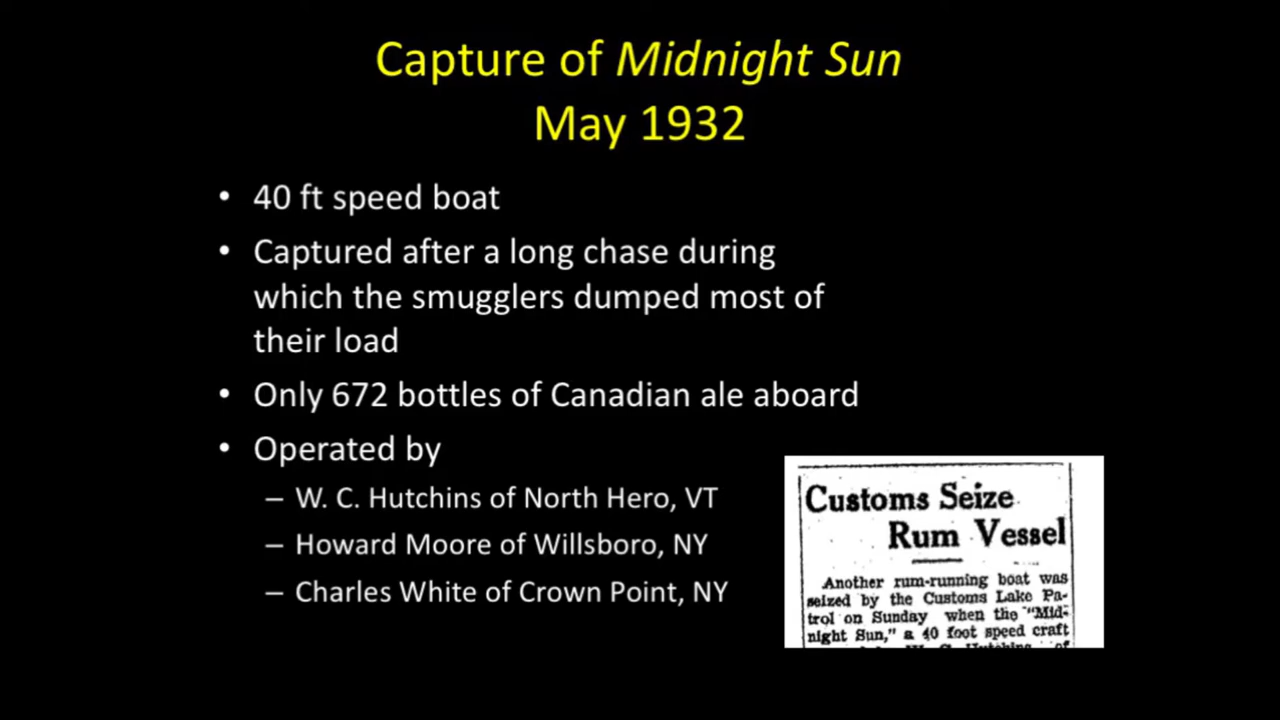 Capture of Midnight Sun
May 1932
• 40 ft speed boat
• Captured after a long chase during
which the smugglers dumped most of
their load
• Only 672 bottles of Canadian ale aboard
• Operated by
– W. C. Hutchins of North Hero, VT
– Howard Moore of Willsboro, NY
– Charles White of Crown Point, NY
Customs Seize
Rum Vessel
Another rum-running boat was
seized by the Customs Lake Pa-
trol on Sunday when the "Mid-
night Sun," a 40 foot speed craft